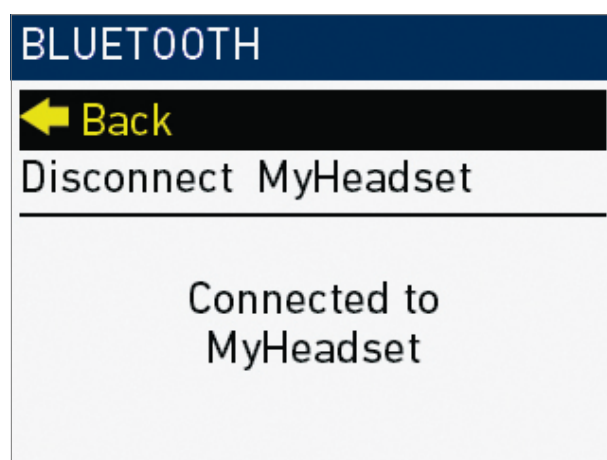 BLUETOOTH
Back
Disconnect MyHeadset
Connected to
MyHeadset